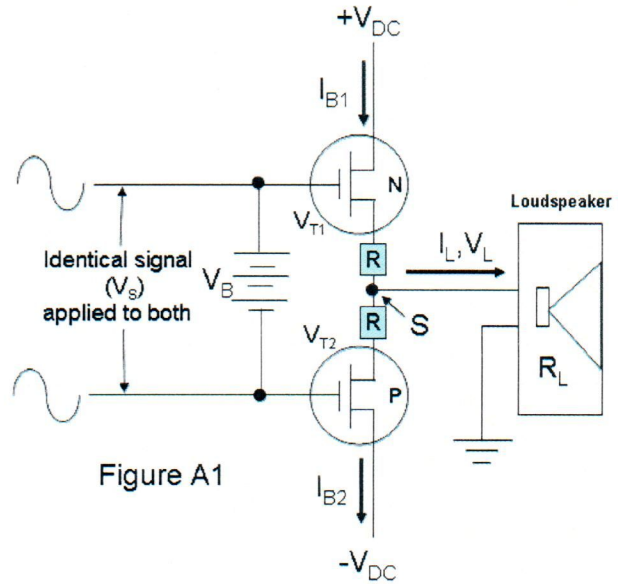 +VDC
IB1
N
VT1
Loudspeaker
R
IL,VL
Identical signal
(VS)
applied to both
VB
R
S
VT2
RL
P
Figure A1
IB2
-VDC